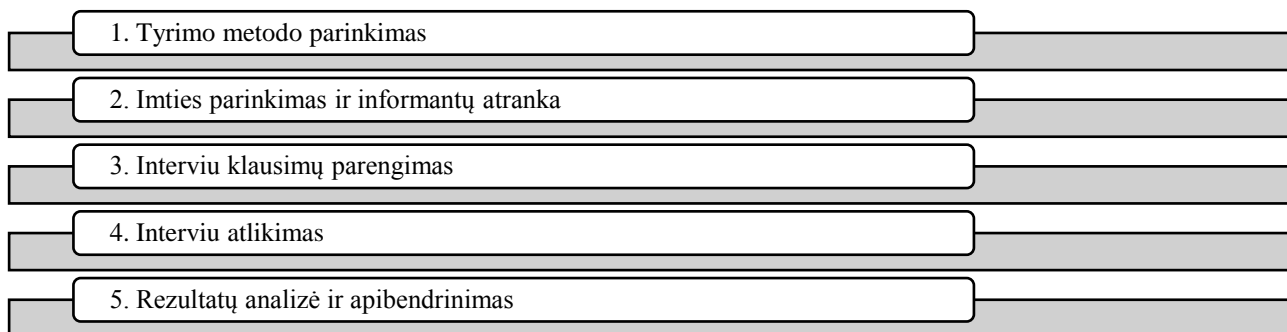 1. Tyrimo metodo parinkimas
2. Imties parinkimas ir informantų atranka
3. Interviu klausimų parengimas
4. Interviu atlikimas
5. Rezultatų analizė ir apibendrinimas